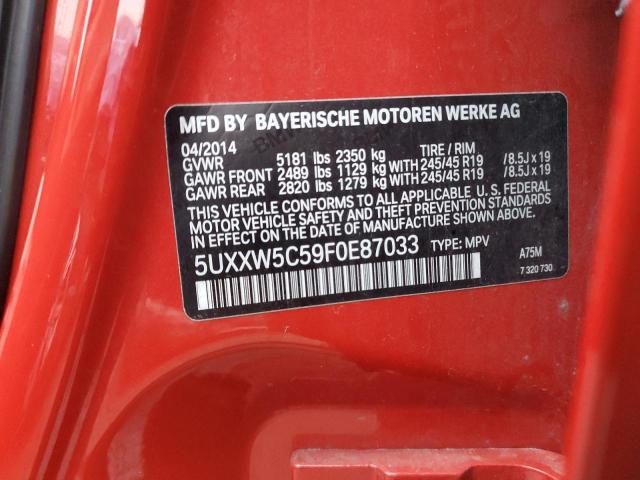 MFD BY BAYERISCHE MOTOREN WERKE AG
04/2014 TIRE / RIM
GVWR 5181 lbs 2350 kg
GAWR FRONT 2489 lbs 1129 kg WITH 245/45 R19 / 8.5J x 19
GAWR REAR 2820 lbs 1279 kg WITH 245/45 R19 / 8.5J x 19
THIS VEHICLE CONFORMS TO ALL APPLICABLE U. S. FEDERAL
MOTOR VEHICLE SAFETY AND THEFT PREVENTION STANDARDS
IN EFFECT ON THE DATE OF MANUFACTURE SHOWN ABOVE.
5UXXW5C59F0E87033 TYPE: MPV A75M
7 320 730